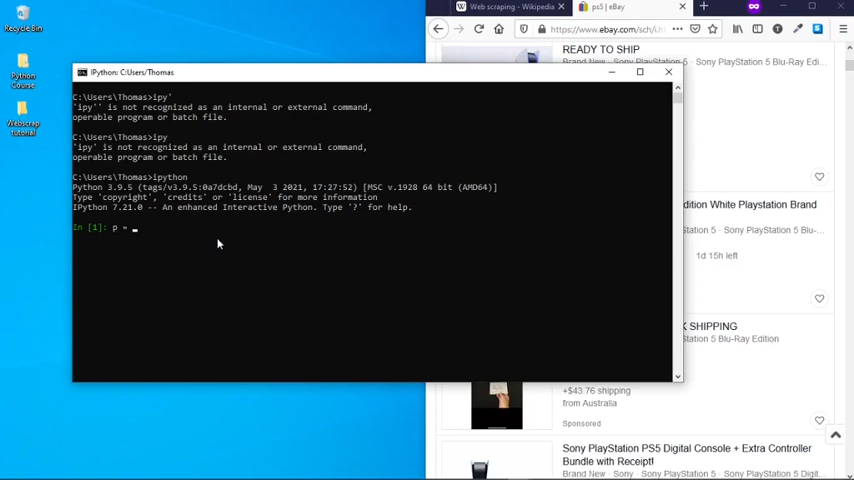 Recycle Bin
Python
Course
Webscrap
tutorial
IPython: C:Users/Thomas
C:\Users\Thomas>ipy'
'ipy'' is not recognized as an internal or external command,
operable program or batch file.
C:\Users\Thomas>ipy
'ipy' is not recognized as an internal or external command,
operable program or batch file.
C:\Users\Thomas>ipython
Python 3.9.5 (tags/v3.9.5:0a7dcbd, May  3 2021, 17:27:52) [MSC v.1928 64 bit (AMD64)]
Type 'copyright', 'credits' or 'license' for more information
IPython 7.21.0 -- An enhanced Interactive Python. Type '?' for help.
In [1]: p =
Web scraping - Wikipedia
ps5 | eBay
https://www.ebay.com/sch/i.h
READY TO SHIP
Brand New · Sony PlayStation 5 · Sony PlayStation 5 Blu-Ray Edi...
dition White Playstation Brand
Station 5 · Sony PlayStation 5 Blu-R...
1d 15h left
SHIPPING
Station 5 Blu-Ray Edition
+$43.76 shipping
from Australia
Sponsored
Sony PlayStation PS5 Digital Console + Extra Controller
Bundle with Receipt!
Brand New · Sony · Sony PlayStation 5 · Sony PlayStation 5 Digit...